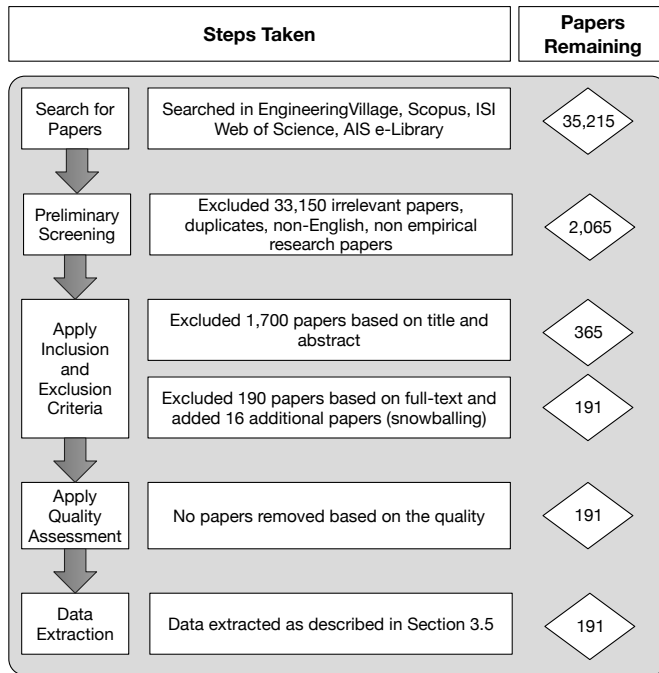 Steps Taken
Papers
Remaining
Search for
Papers
Searched in EngineeringVillage, Scopus, ISI
Web of Science, AIS e-Library
35,215
Preliminary
Screening
Excluded 33,150 irrelevant papers,
duplicates, non-English, non empirical
research papers
2,065
Apply
Inclusion
and
Exclusion
Criteria
Excluded 1,700 papers based on title and
abstract
365
Excluded 190 papers based on full-text and
added 16 additional papers (snowballing)
191
Apply
Quality
Assessment
No papers removed based on the quality
191
Data
Extraction
Data extracted as described in Section 3.5
191